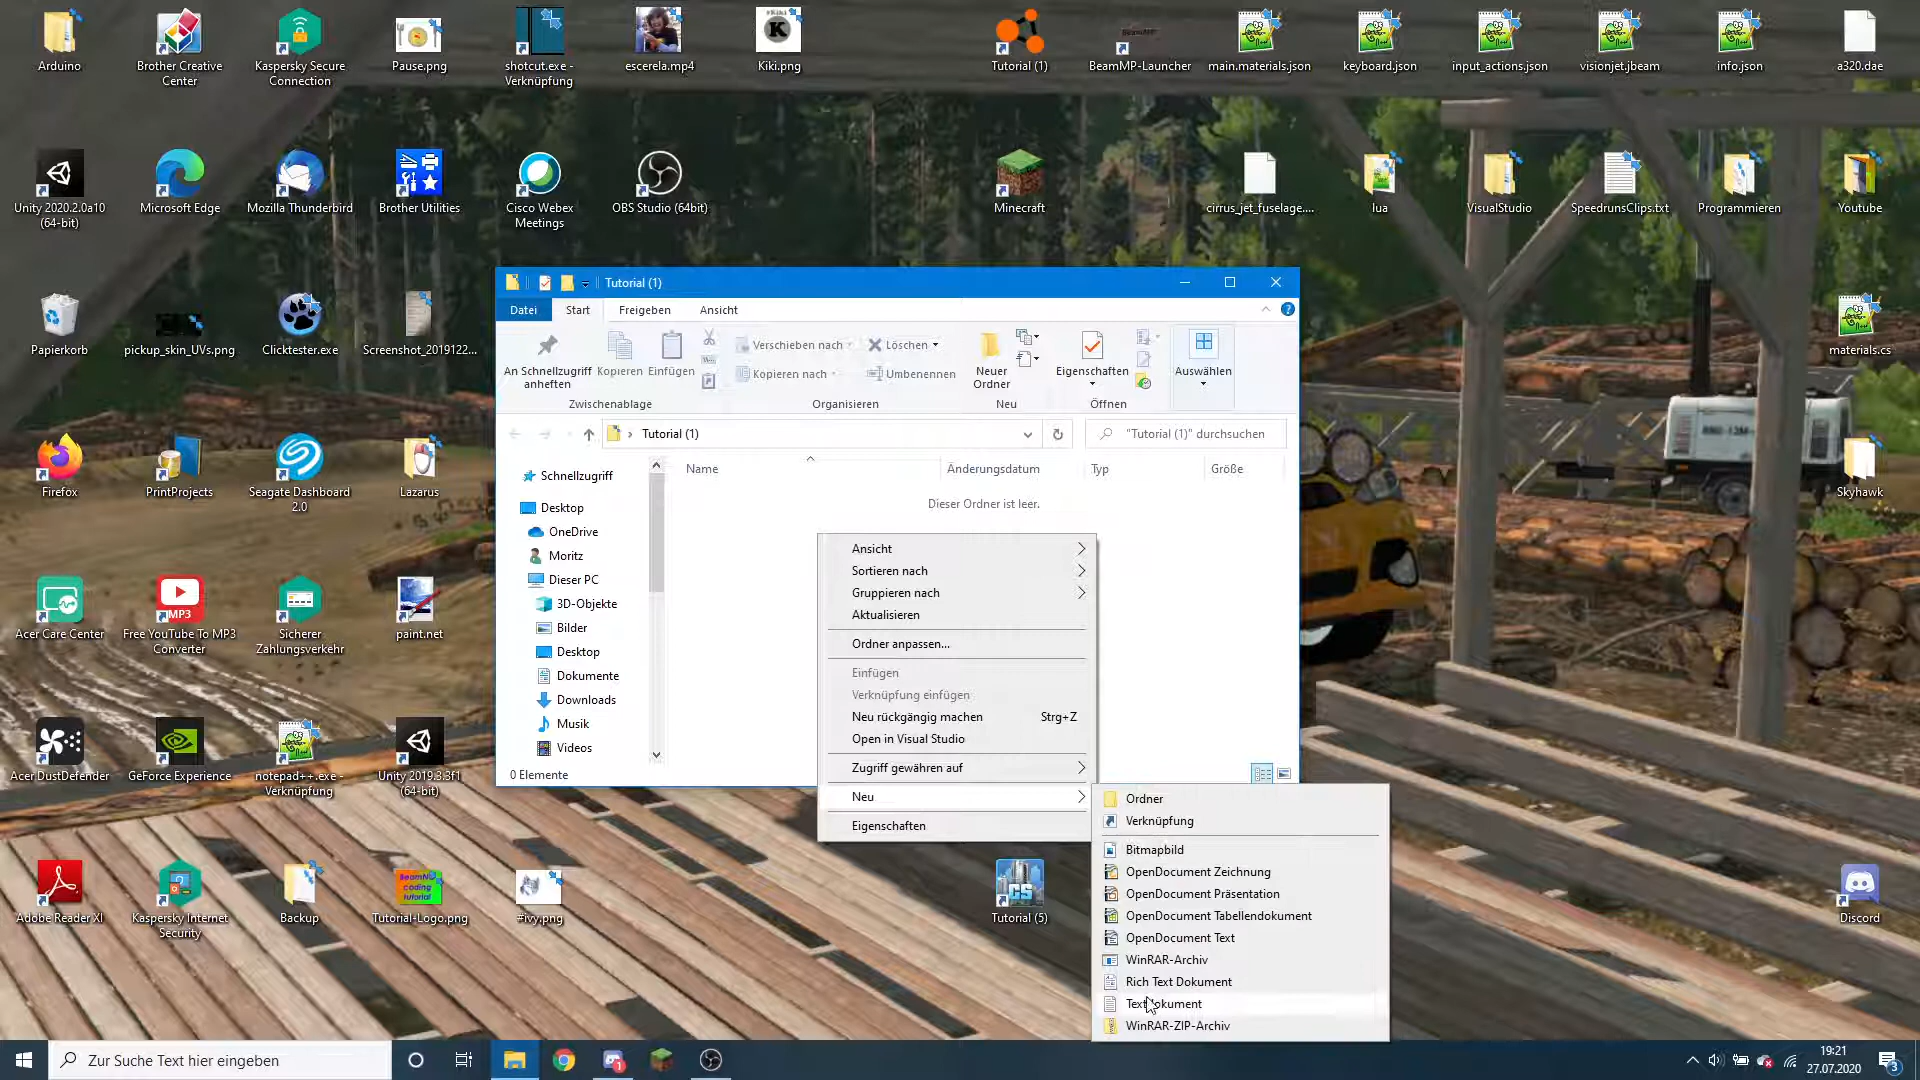 Arduino
Brother Creative
Center
Kaspersky Secure
Connection
Pause.png
shotcut.exe -
Verknüpfung
escerela.mp4
Kiki.png
Tutorial (1)
BeamMP-Launcher
main.materials.json
keyboard.json
input_actions.json
visionjet.jbeam
info.json
a320.dae
Unity 2020.2.0a10
(64-bit)
Microsoft Edge
Mozilla Thunderbird
Brother Utilities
Cisco Webex
Meetings
OBS Studio (64bit)
Minecraft
cirrus_jet_fuselage....
lua
VisualStudio
SpeedrunsClips.txt
Programmieren
Youtube
Papierkorb
pickup_skin_UVs.png
Clicktester.exe
Screenshot_2019122...
materials.cs
Firefox
PrintProjects
Seagate Dashboard
2.0
Lazarus
Skyhawk
Acer Care Center
MP3
Free YouTube To MP3
Converter
Sicherer
Zahlungsverkehr
paint.net
Acer DustDefender
GeForce Experience
notepad++.exe -
Verknüpfung
Unity 2019.3.3f1
(64-bit)
Adobe Reader XI
Kaspersky Internet
Security
Backup
BeamNG
coding
tutorial
Tutorial-Logo.png
#ivy.png
Tutorial (5)
Discord
Tutorial (1)
Datei
Start
Freigeben
Ansicht
An Schnellzugriff
anheften
Kopieren
Einfügen
Verschieben nach
Kopieren nach
Löschen
Umbenennen
Neuer
Ordner
Eigenschaften
Auswählen
Zwischenablage
Organisieren
Neu
Öffnen
Tutorial (1)
"Tutorial (1)" durchsuchen
Name
Änderungsdatum
Typ
Größe
Dieser Ordner ist leer.
Schnellzugriff
Desktop
OneDrive
Moritz
Dieser PC
3D-Objekte
Bilder
Desktop
Dokumente
Downloads
Musik
Videos
0 Elemente
Ansicht
Sortieren nach
Gruppieren nach
Aktualisieren
Ordner anpassen...
Einfügen
Verknüpfung einfügen
Neu rückgängig machen Strg+Z
Open in Visual Studio
Zugriff gewähren auf
Neu
Eigenschaften
Ordner
Verknüpfung
Bitmapbild
OpenDocument Zeichnung
OpenDocument Präsentation
OpenDocument Tabellendokument
OpenDocument Text
WinRAR-Archiv
Rich Text Dokument
Textdokument
WinRAR-ZIP-Archiv
Zur Suche Text hier eingeben
1
19:21
27.07.2020
3